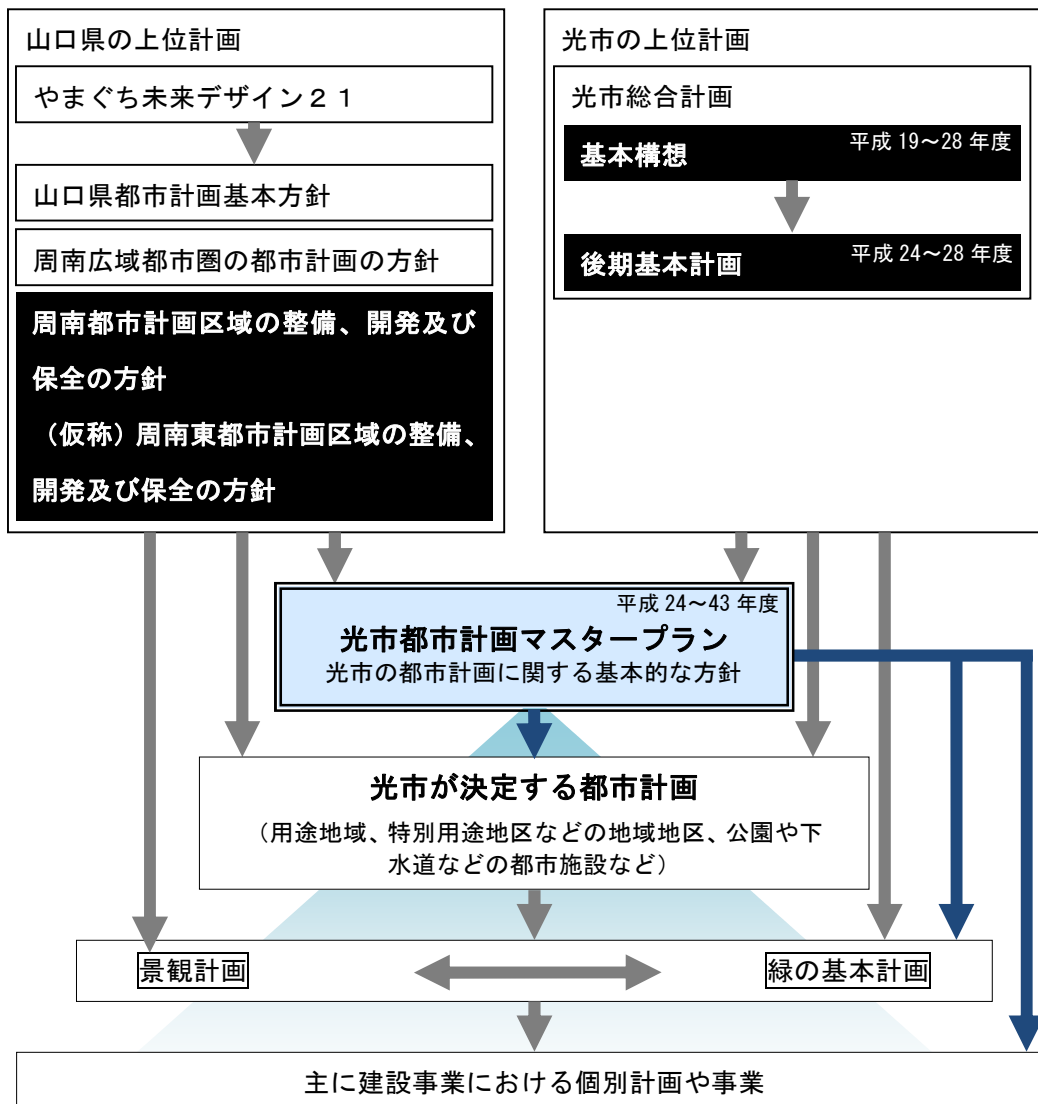 山口県の上位計画
やまぐち未来デザイン２１
山口県都市計画基本方針
周南広域都市圏の都市計画の方針
周南都市計画区域の整備、開発及び
保全の方針
（仮称）周南東都市計画区域の整備、
開発及び保全の方針
光市の上位計画
光市総合計画
基本構想
平成 19～28 年度
後期基本計画
平成 24～28 年度
平成 24～43 年度
光市都市計画マスタープラン
光市の都市計画に関する基本的な方針
光市が決定する都市計画
（用途地域、特別用途地区などの地域地区、公園や下
水道などの都市施設など）
景観計画
緑の基本計画
主に建設事業における個別計画や事業